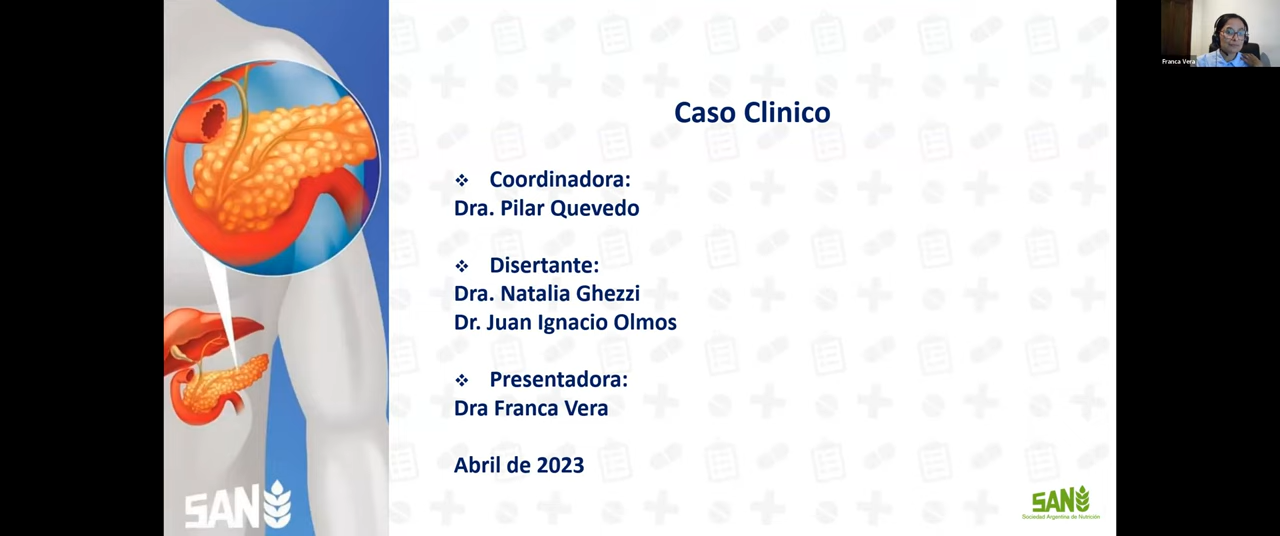 Caso Clinico
❖ Coordinadora:
Dra. Pilar Quevedo
❖ Disertante:
Dra. Natalia Ghezzi
Dr. Juan Ignacio Olmos
❖ Presentadora:
Dra Franca Vera
Abril de 2023
SAN
SAN
Sociedad Argentina de Nutrición
Franca Vera